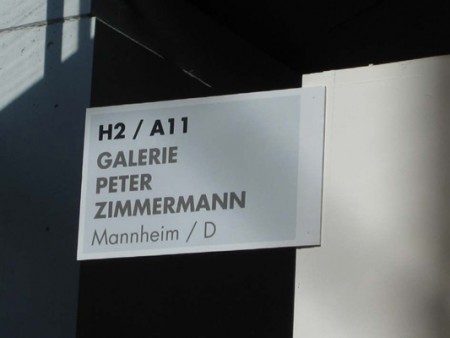 H2 / A11
GALERIE
PETER
ZIMMERMANN
Mannheim / D